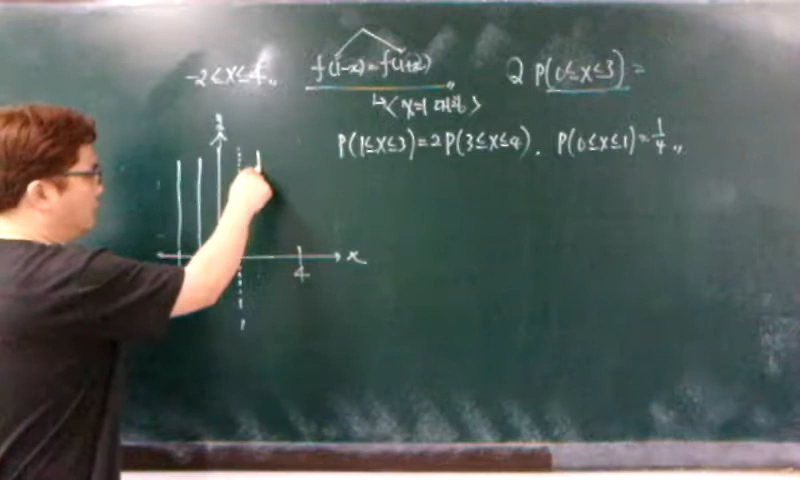 -2≤x≤4,, f(1-x)=f(1+x),, 2 P(0≤x≤3)=
↳<x=1 대칭>
P(1≤x≤3)=2P(3≤x≤4). P(0≤x≤1)=1/4 ,,
y
x
4